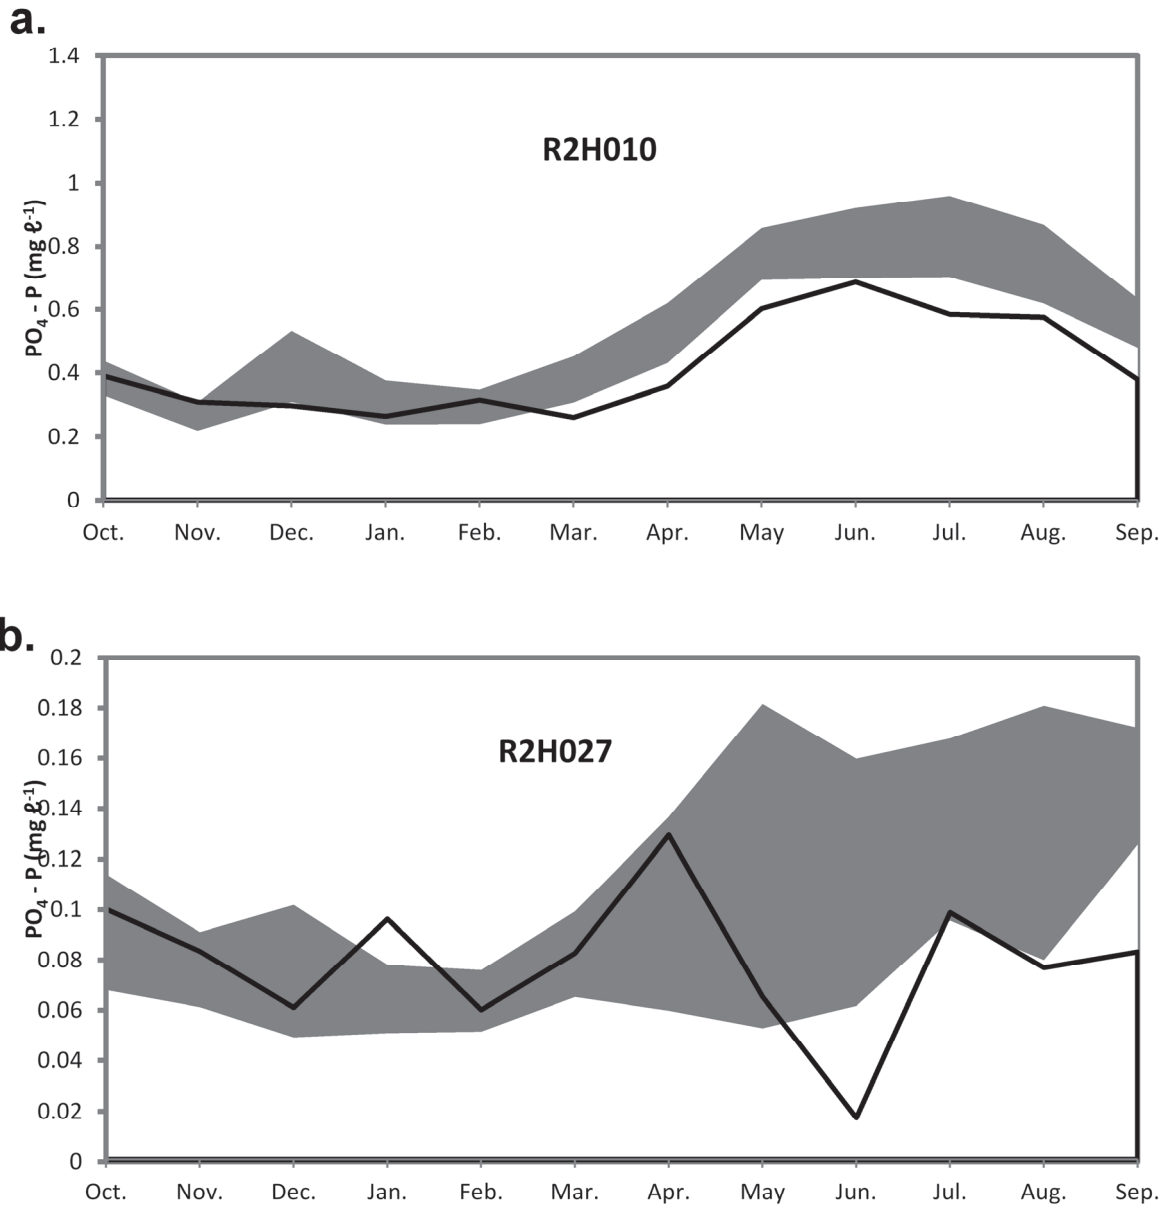 a.
PO₄ - P (mg ℓ⁻¹)
1.4
1.2
1
0.8
0.6
0.4
0.2
0
R2H010
Oct. Nov. Dec. Jan. Feb. Mar. Apr. May Jun. Jul. Aug. Sep.
b.
PO₄ - P (mg ℓ⁻¹)
0.2
0.18
0.16
0.14
0.12
0.1
0.08
0.06
0.04
0.02
0
R2H027
Oct. Nov. Dec. Jan. Feb. Mar. Apr. May Jun. Jul. Aug. Sep.